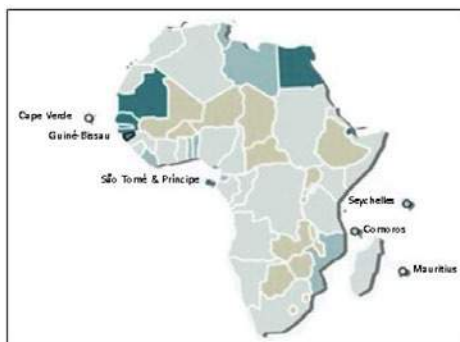 Cape Verde
Guiné-Bissau
São Tomé & Príncipe
Seychelles
Comoros
Mauritius